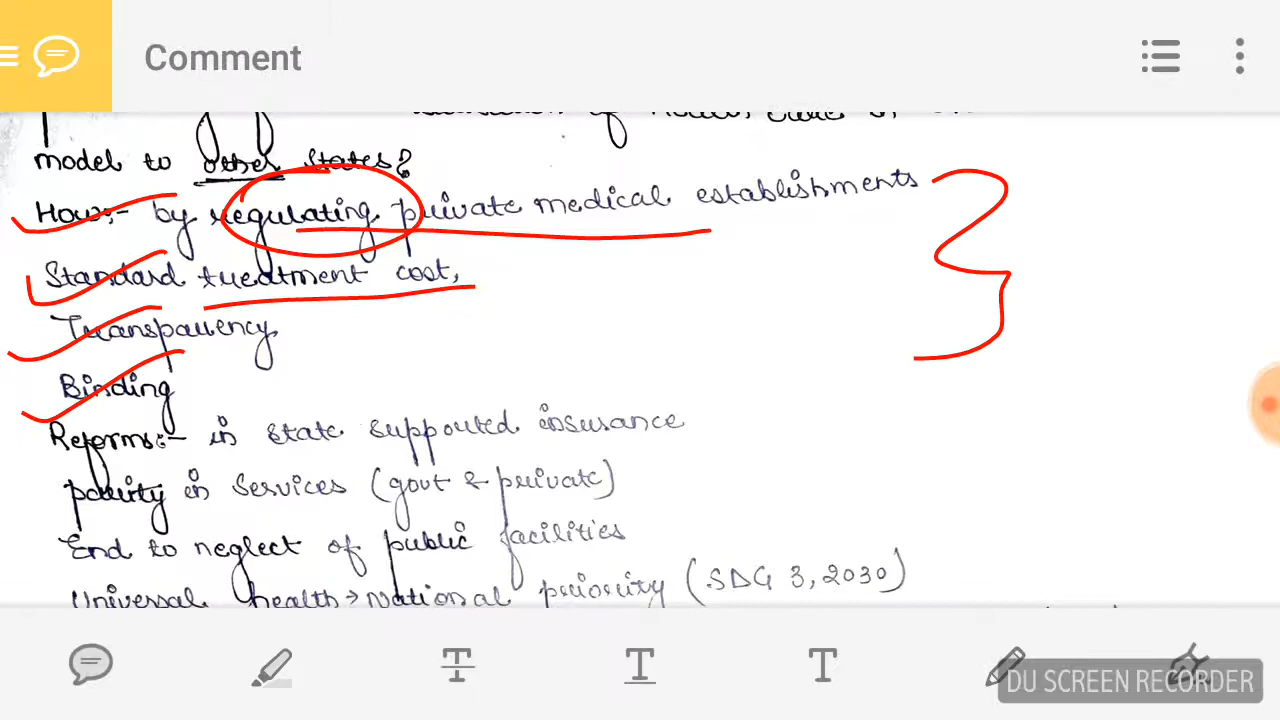 Comment
model to other states?
How:- by regulating private medical establishments
Standard treatment cost,
Transparency
Binding
Reforms:- in state supported insurance
parity in services (govt & private)
End to neglect of public facilities
Universal health → National priority (SDG 3, 2030)
T T T
DU SCREEN RECORDER